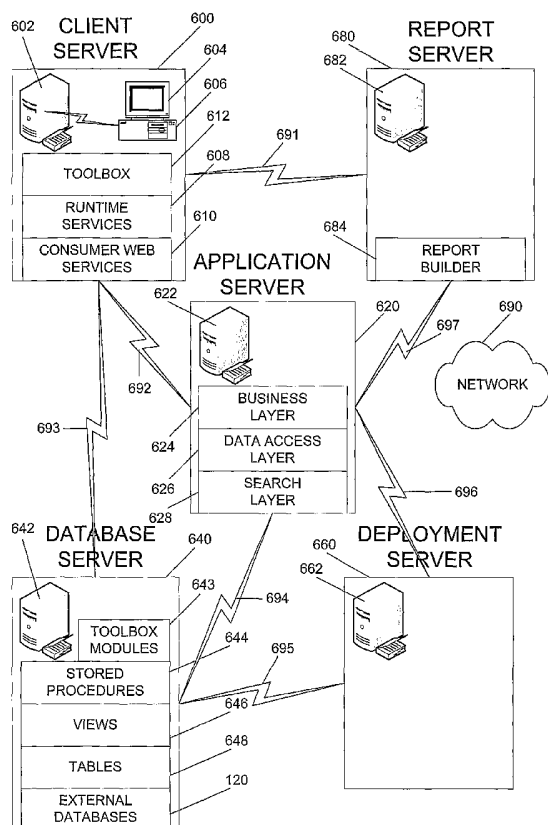 CLIENT
SERVER
600
602
604
606
612
608
610
TOOLBOX
RUNTIME
SERVICES
CONSUMER WEB
SERVICES
REPORT
SERVER
680
682
684
REPORT
BUILDER
691
APPLICATION
SERVER
622
620
BUSINESS
LAYER
624
DATA ACCESS
LAYER
626
SEARCH
LAYER
628
692
693
697
690
NETWORK
696
DATABASE
SERVER
642
640
643
TOOLBOX
MODULES
644
STORED
PROCEDURES
646
VIEWS
648
TABLES
120
EXTERNAL
DATABASES
694
695
DEPLOYMENT
SERVER
660
662